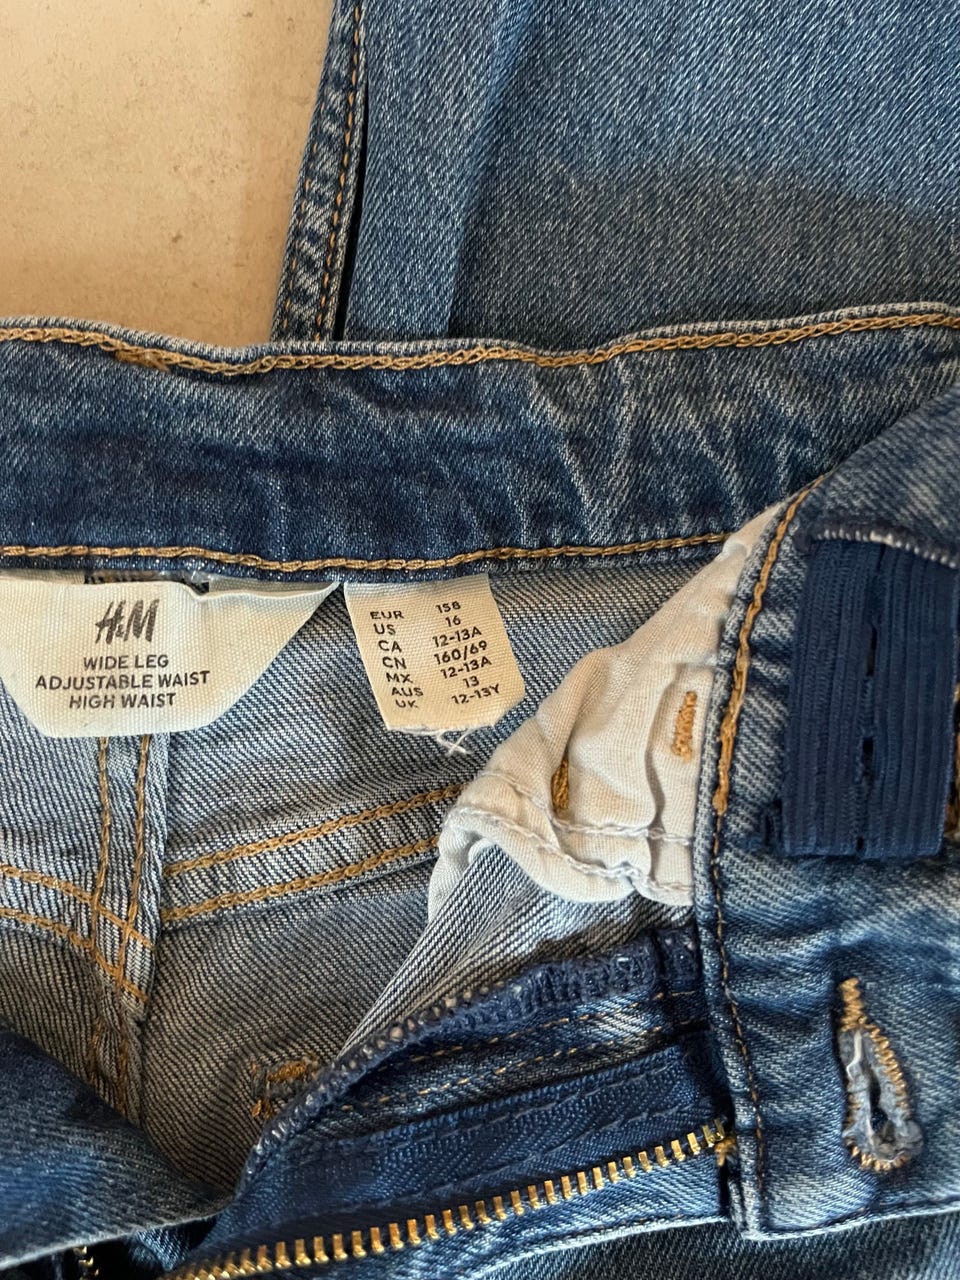 H&M
WIDE LEG
ADJUSTABLE WAIST
HIGH WAIST
EUR 158
US 16
CA 12-13A
CN 160/69
MX 12-13A
AUS 13
UK 12-13Y